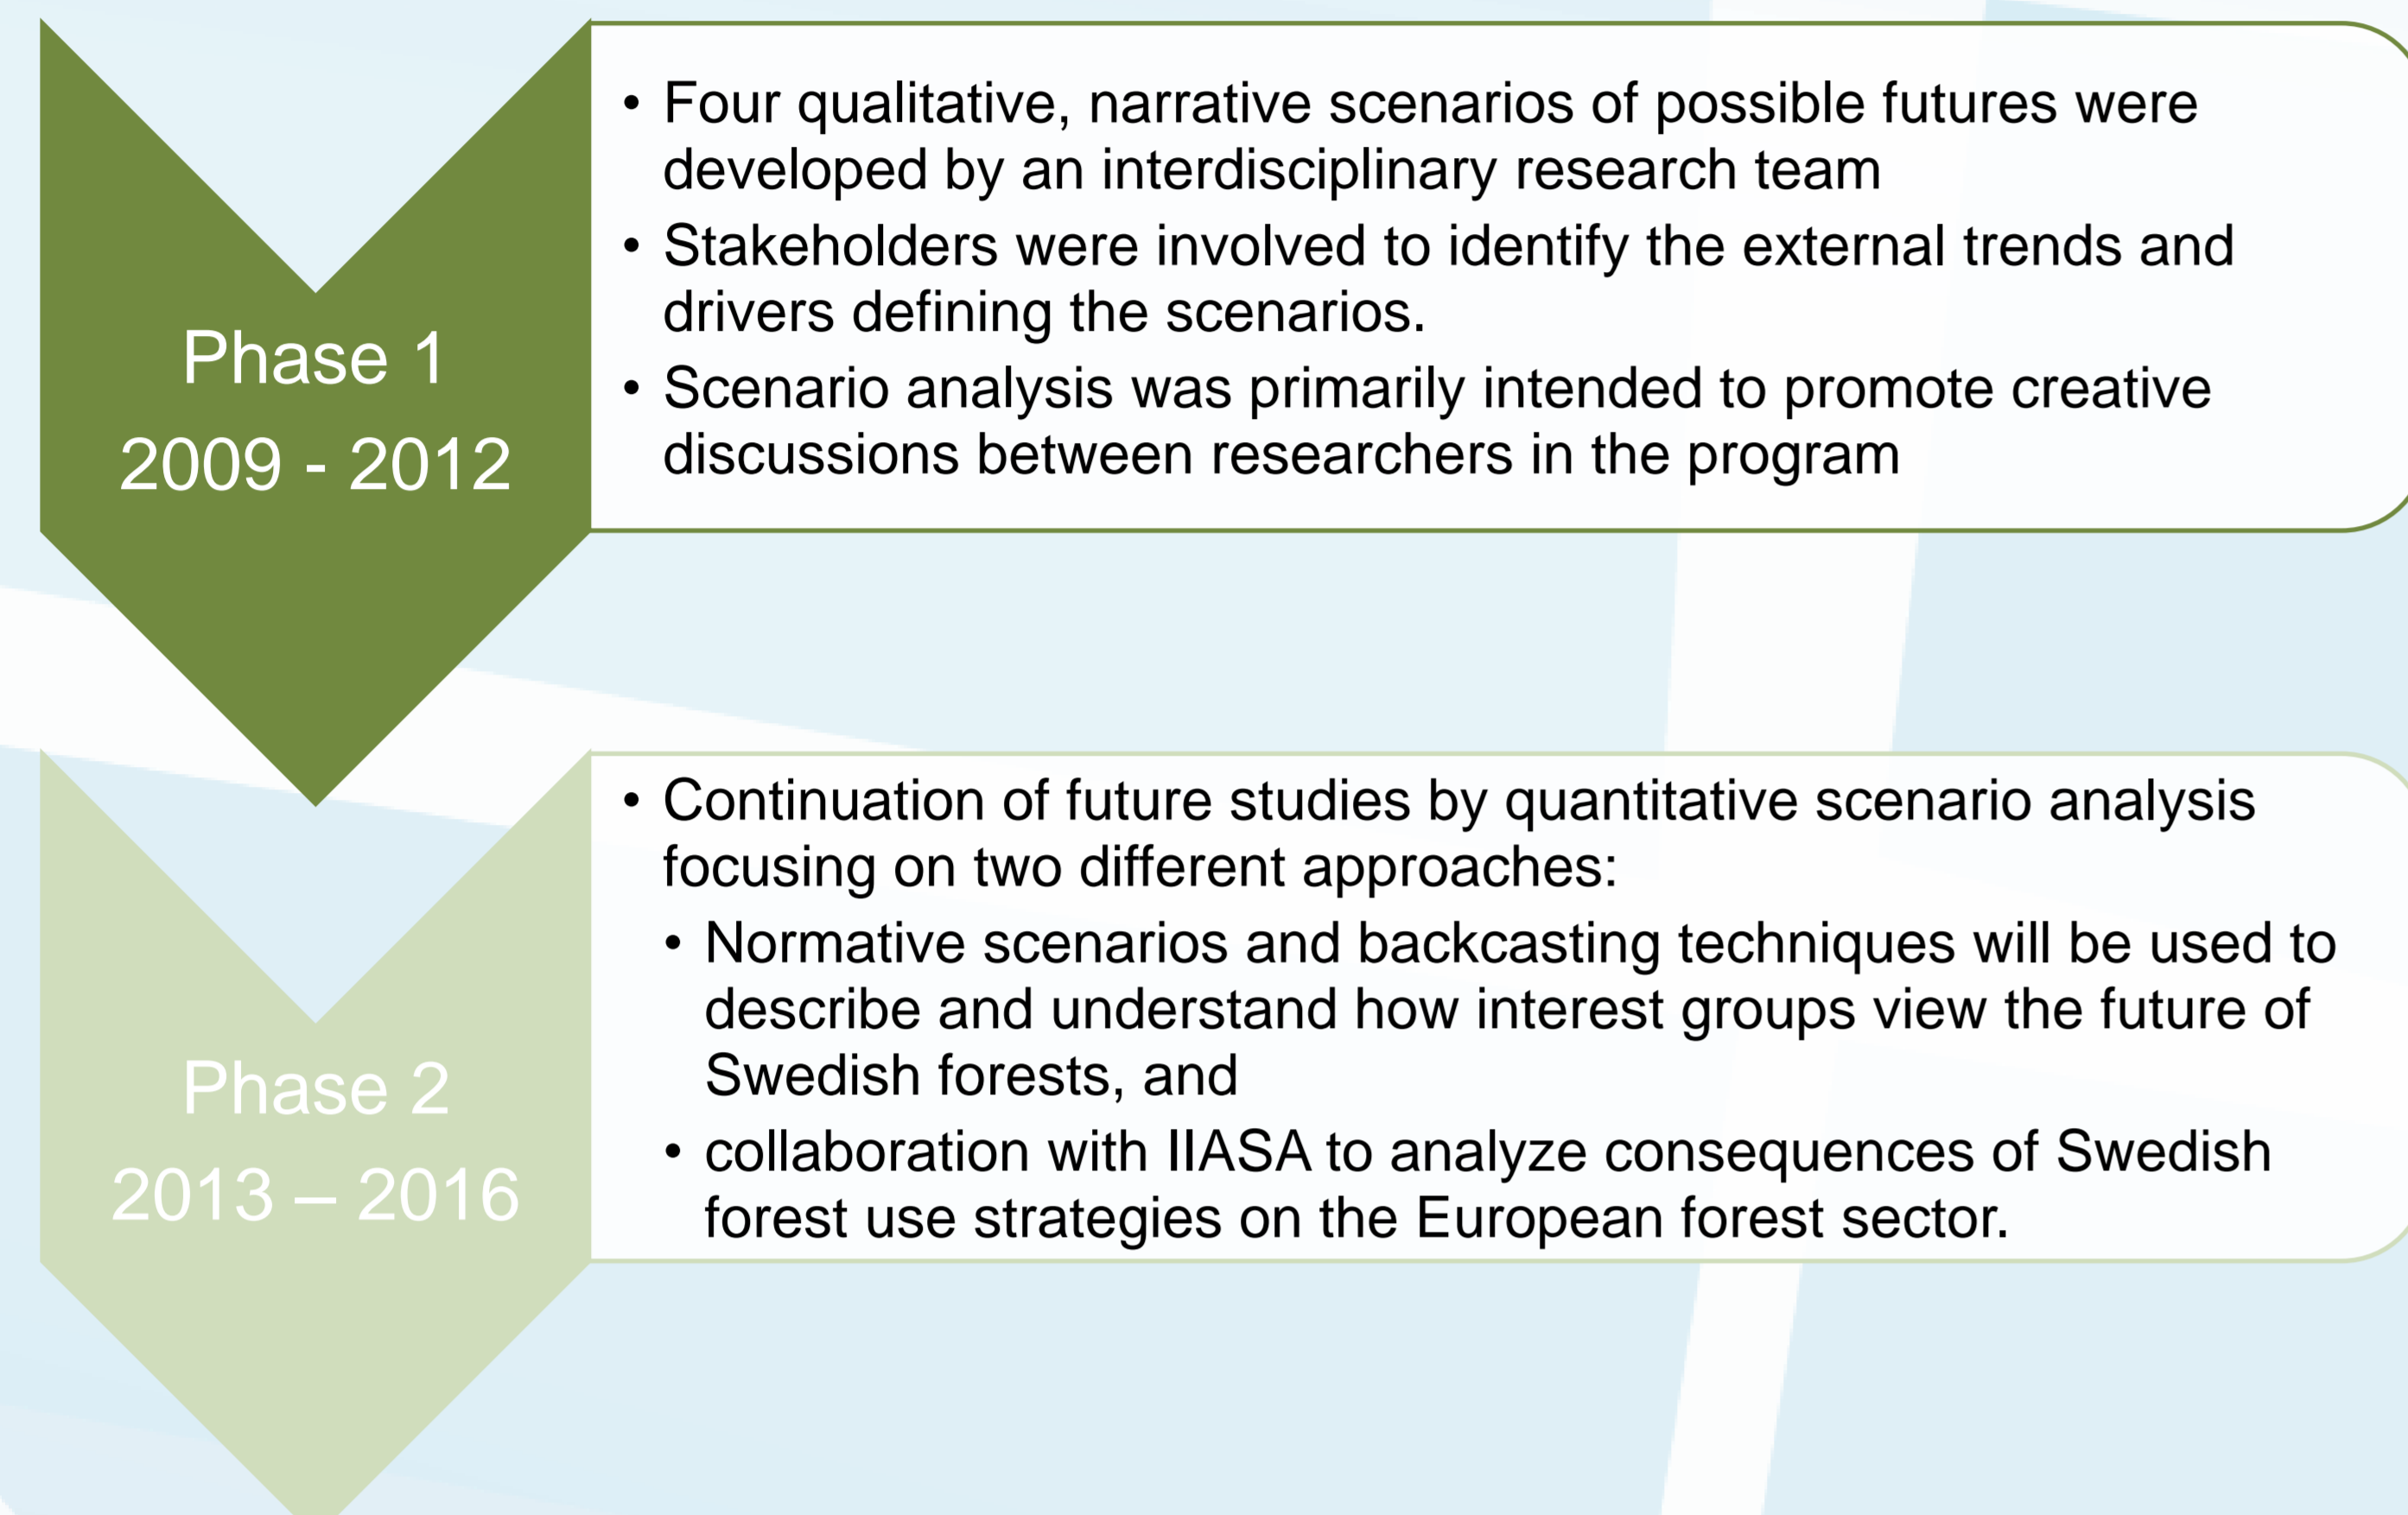 Phase 1
2009 - 2012
• Four qualitative, narrative scenarios of possible futures were
developed by an interdisciplinary research team
• Stakeholders were involved to identify the external trends and
drivers defining the scenarios.
• Scenario analysis was primarily intended to promote creative
discussions between researchers in the program
Phase 2
2013 – 2016
• Continuation of future studies by quantitative scenario analysis
focusing on two different approaches:
• Normative scenarios and backcasting techniques will be used to
describe and understand how interest groups view the future of
Swedish forests, and
• collaboration with IIASA to analyze consequences of Swedish
forest use strategies on the European forest sector.